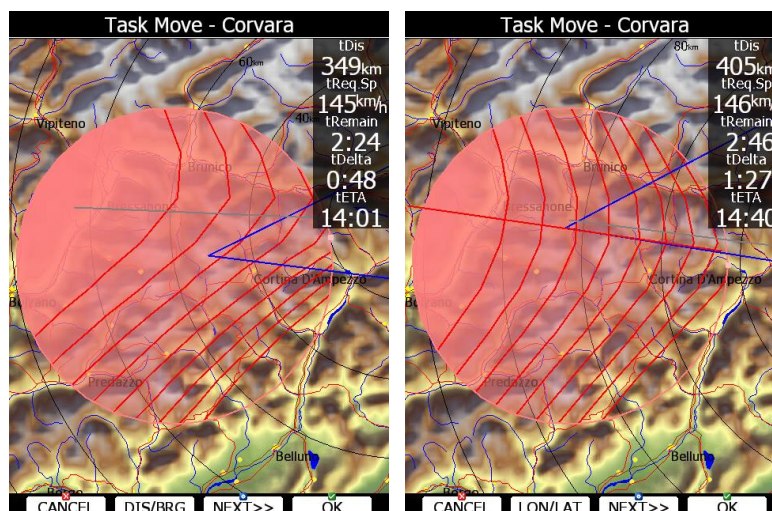 Task Move - Corvara
60km
tDis
349km
tReq.Sp
145km/h
40k
tRemain
Vipiteno
2:24
tDelta
Brunico
0:48
Bressanone
tETA
14:01
Cortina D'Ampezzo
Predazzo
Belluno
CANCEL
DIS/BRG
NEXT>>
OK
Task Move - Corvara
80km
tDis
405km
tReq.Sp
146km/h
tRemain
Vipiteno
2:46
tDelta
Brunico
1:27
ressanone
tETA
14:40
Cortina D'Ampezzo
Predazzo
Belluno
CANCEL
LON/LAT
NEXT>>
OK